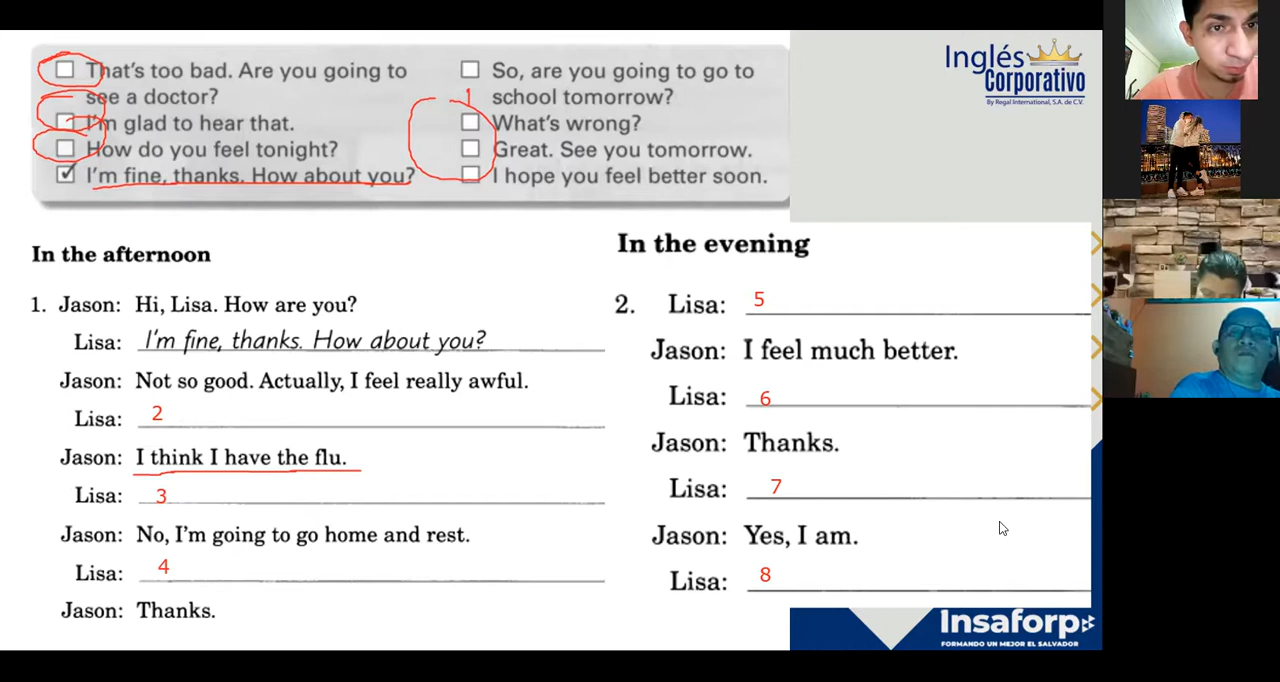 That's too bad. Are you going to
see a doctor?
I'm glad to hear that.
How do you feel tonight?
I'm fine, thanks. How about you?
So, are you going to go to
school tomorrow?
What's wrong?
Great. See you tomorrow.
I hope you feel better soon.
Inglés
Corporativo
By Regal International, S.A. de C.V.
In the afternoon
1. Jason: Hi, Lisa. How are you?
Lisa: I'm fine, thanks. How about you?
Jason: Not so good. Actually, I feel really awful.
Lisa: 2
Jason: I think I have the flu.
Lisa: 3
Jason: No, I'm going to go home and rest.
Lisa: 4
Jason: Thanks.
In the evening
2. Lisa: 5
Jason: I feel much better.
Lisa: 6
Jason: Thanks.
Lisa: 7
Jason: Yes, I am.
Lisa: 8
Insaforp
FORMANDO UN MEJOR EL SALVADOR